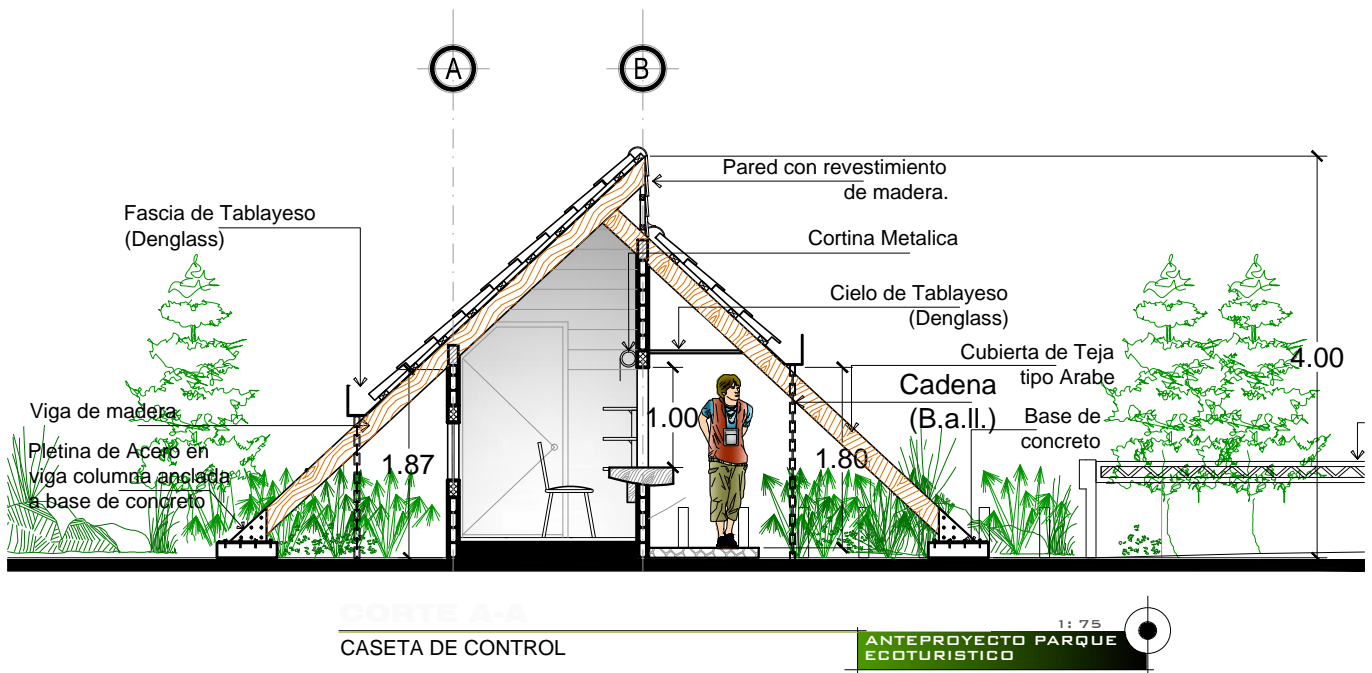 A
B
Pared con revestimiento
de madera.
Fascia de Tablayeso
(Denglass)
Cortina Metalica
Cielo de Tablayeso
(Denglass)
Cubierta de Teja
tipo Arabe
4.00
Cadena
(B.a.ll.)
Base de
concreto
Viga de madera
1.00
Pletina de Acero en
viga columna anclada
a base de concreto
1.87
1.80
CORTE A-A
1: 75
CASETA DE CONTROL
ANTEPROYECTO PARQUE
ECOTURISTICO